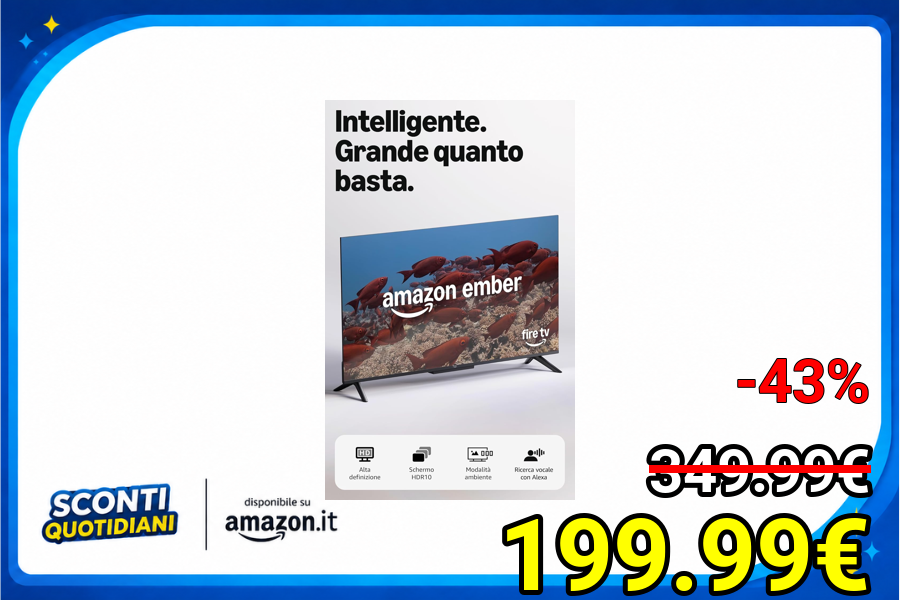 Intelligente.
Grande quanto
basta.
amazon ember
fire tv
HD
Alta
definizione
Schermo
HDR10
Modalità
ambiente
Ricerca vocale
con Alexa
-43%
349.99€
199.99€
SCONTI
QUOTIDIANI
disponibile su
amazon.it